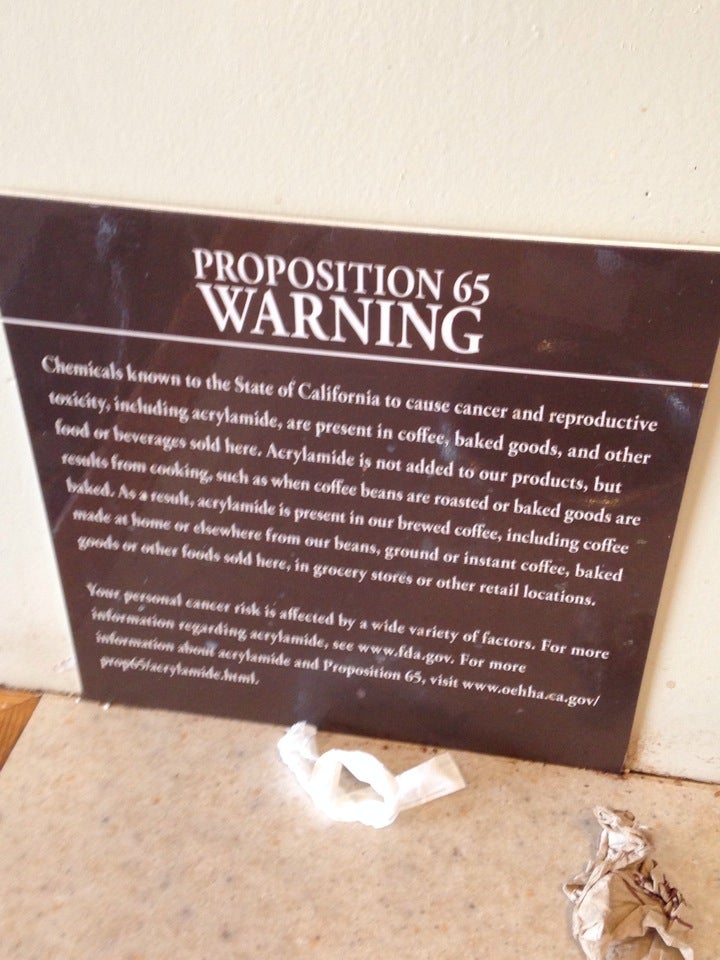 PROPOSITION 65
WARNING
Chemicals known to the State of California to cause cancer and reproductive
toxicity, including acrylamide, are present in coffee, baked goods, and other
food or beverages sold here. Acrylamide is not added to our products, but
results from cooking, such as when coffee beans are roasted or baked goods are
baked. As a result, acrylamide is present in our brewed coffee, including coffee
made at home or elsewhere from our beans, ground or instant coffee, baked
goods or other foods sold here, in grocery stores or other retail locations.
Your personal cancer risk is affected by a wide variety of factors. For more
information regarding acrylamide, see www.fda.gov. For more
information about acrylamide and Proposition 65, visit www.oehha.ca.gov/
prop65/acrylamide.html.